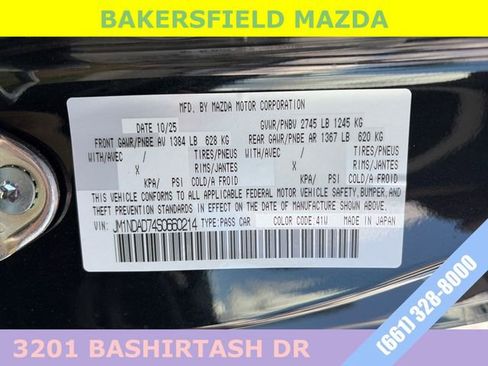 BAKERSFIELD MAZDA
MFD. BY MAZDA MOTOR CORPORATION
DATE 10/25 GVWR/PNBV 2745 LB 1245 KG
FRONT GAWR/PNBE AV 1384 LB 628 KG REAR GAWR/PNBE AR 1367 LB 620 KG
WITH/AVEC / TIRES/PNEUS WITH/AVEC / TIRES/PNEUS
X RIMS/JANTES X RIMS/JANTES
KPA/ PSI COLD/A FROID KPA/ PSI COLD/A FROID
THIS VEHICLE CONFORMS TO ALL APPLICABLE FEDERAL MOTOR VEHICLE SAFETY, BUMPER, AND
THEFT PREVENTION STANDARDS IN EFFECT ON THE DATE OF MANUFACTURE SHOWN ABOVE.
VIN: JM1NDAD74S0660214 TYPE:PASS CAR COLOR CODE:41W MADE IN JAPAN
(661) 328-8000
3201 BASHIRTASH DR